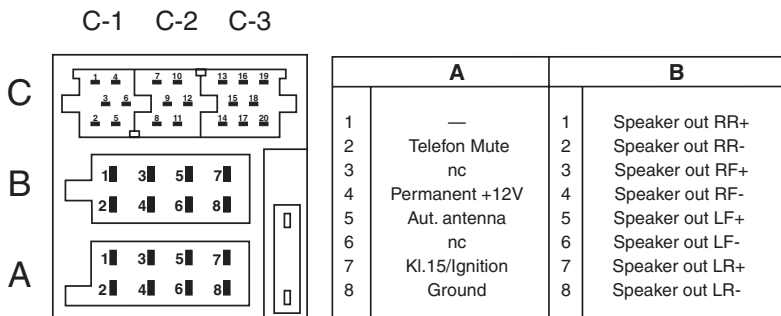 C-1 C-2 C-3
C
1 4 7 10 13 16 19
3 6 9 12 15 18
2 5 8 11 14 17 20
B
1 3 5 7
2 4 6 8
A
1 3 5 7
2 4 6 8
A B
1 — 1 Speaker out RR+
2 Telefon Mute 2 Speaker out RR-
3 nc 3 Speaker out RF+
4 Permanent +12V 4 Speaker out RF-
5 Aut. antenna 5 Speaker out LF+
6 nc 6 Speaker out LF-
7 Kl.15/Ignition 7 Speaker out LR+
8 Ground 8 Speaker out LR-